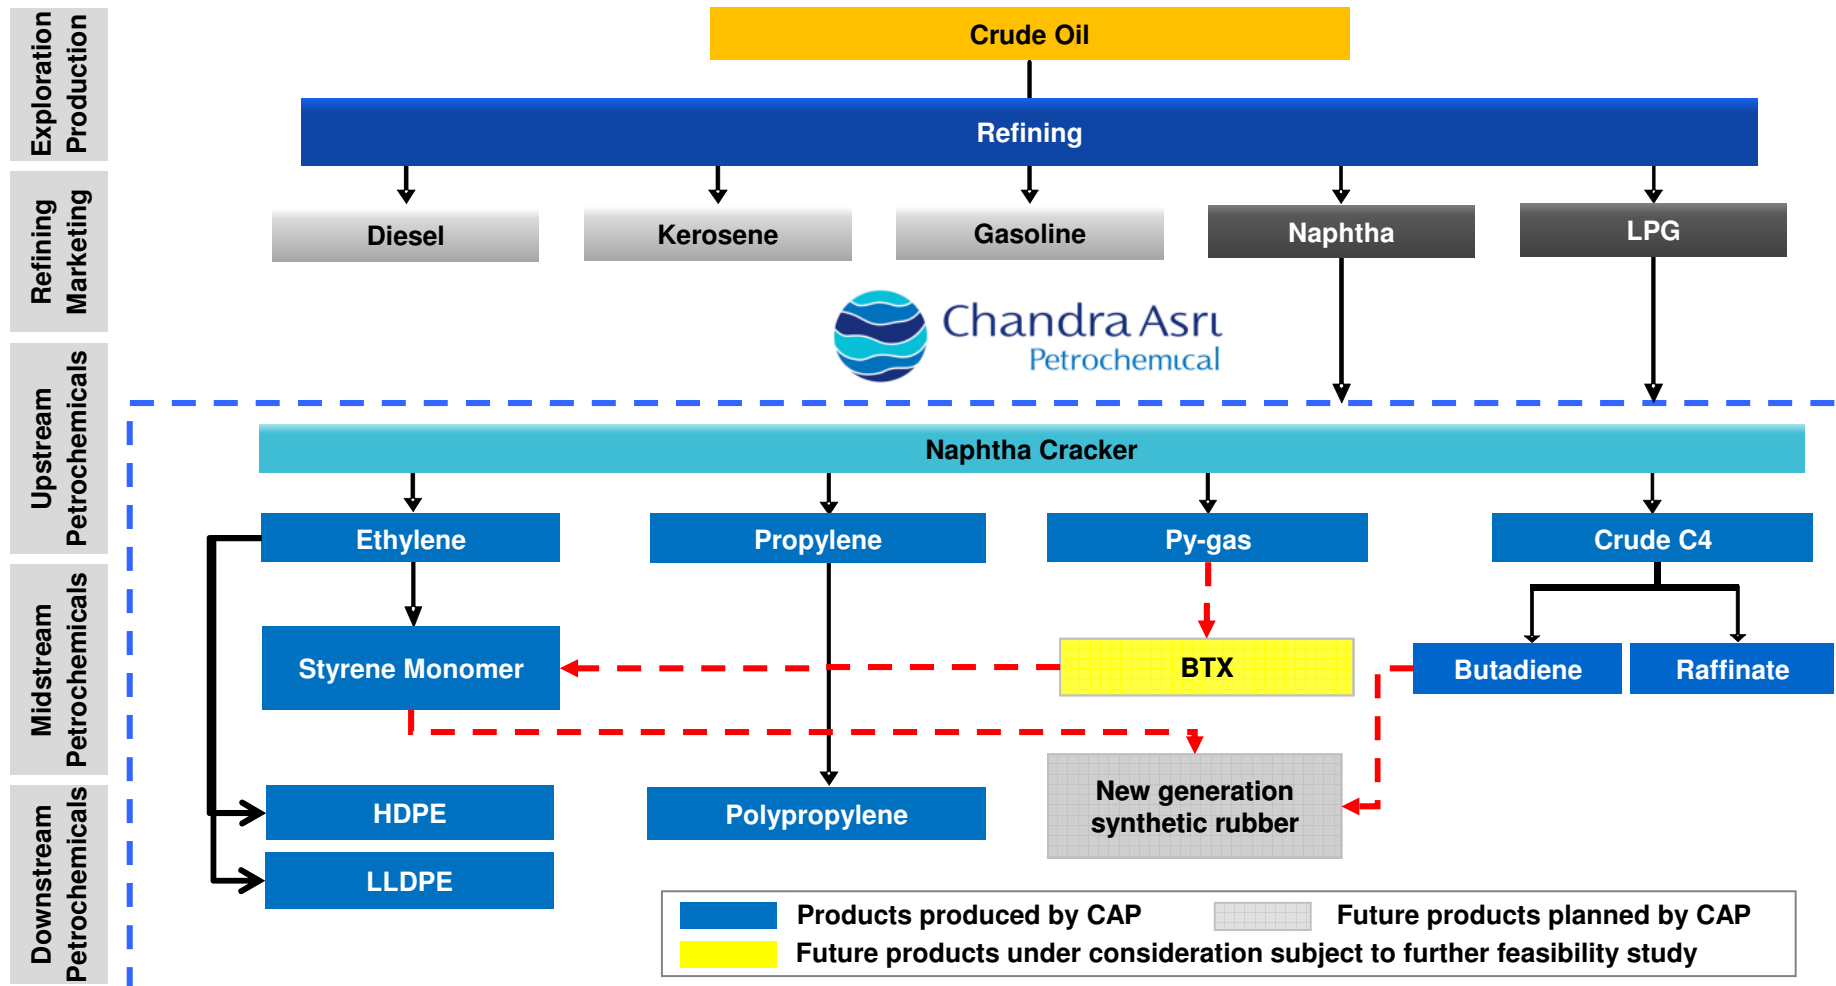 Exploration
Production
Crude Oil
Refining
Refining
Marketing
Diesel
Kerosene
Gasoline
Naphtha
LPG
Chandra Asri
Petrochemical
Upstream
Petrochemicals
Naphtha Cracker
Ethylene
Propylene
Py-gas
Crude C4
Midstream
Petrochemicals
Styrene Monomer
BTX
Butadiene
Raffinate
Downstream
Petrochemicals
HDPE
Polypropylene
New generation
synthetic rubber
LLDPE
Products produced by CAP
Future products planned by CAP
Future products under consideration subject to further feasibility study